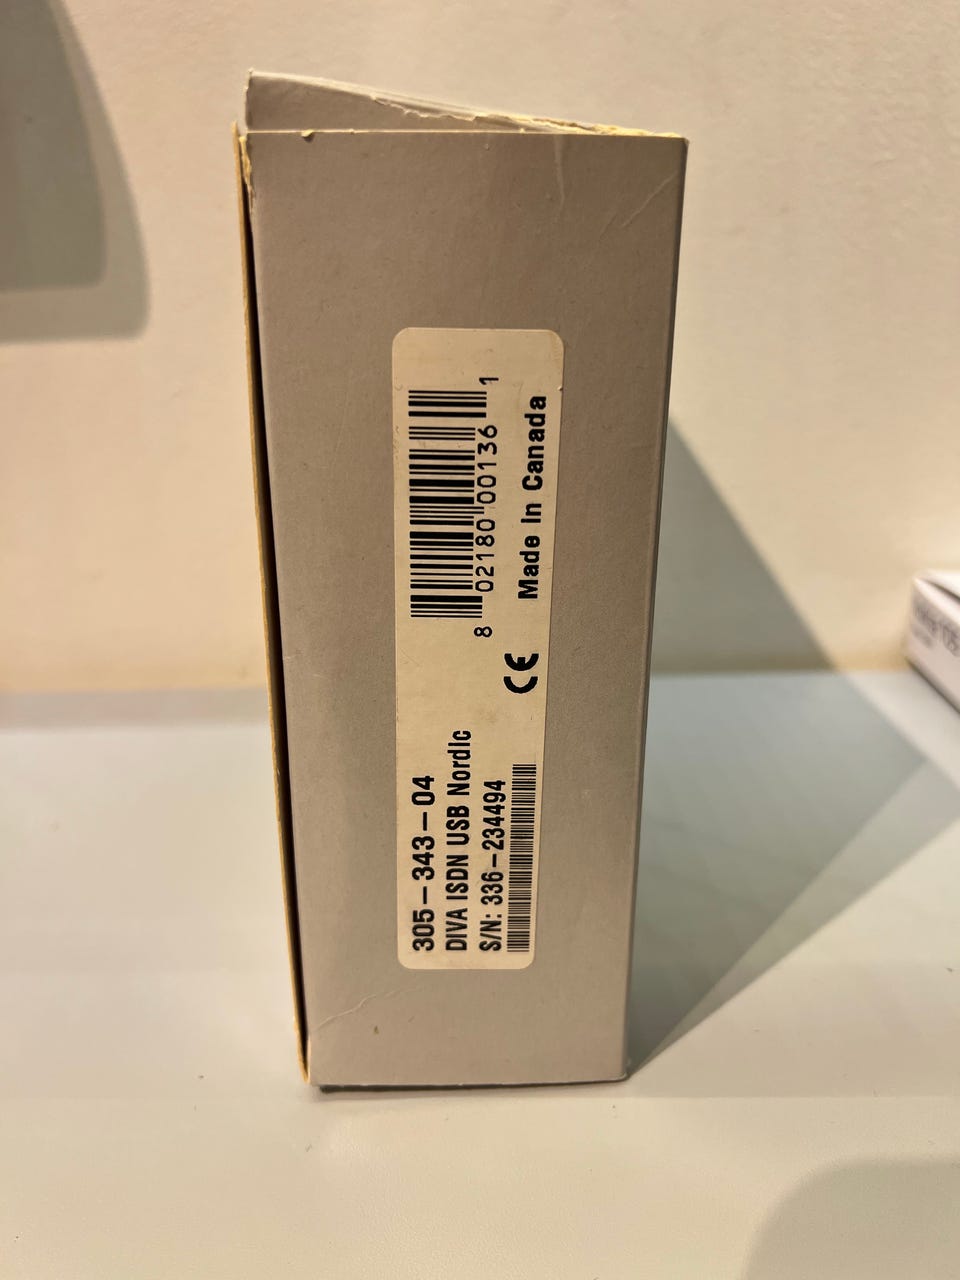 305-343-04
DIVA ISDN USB Nordic
S/N: 336-234494
CE
8 02180 00136 1
Made in Canada